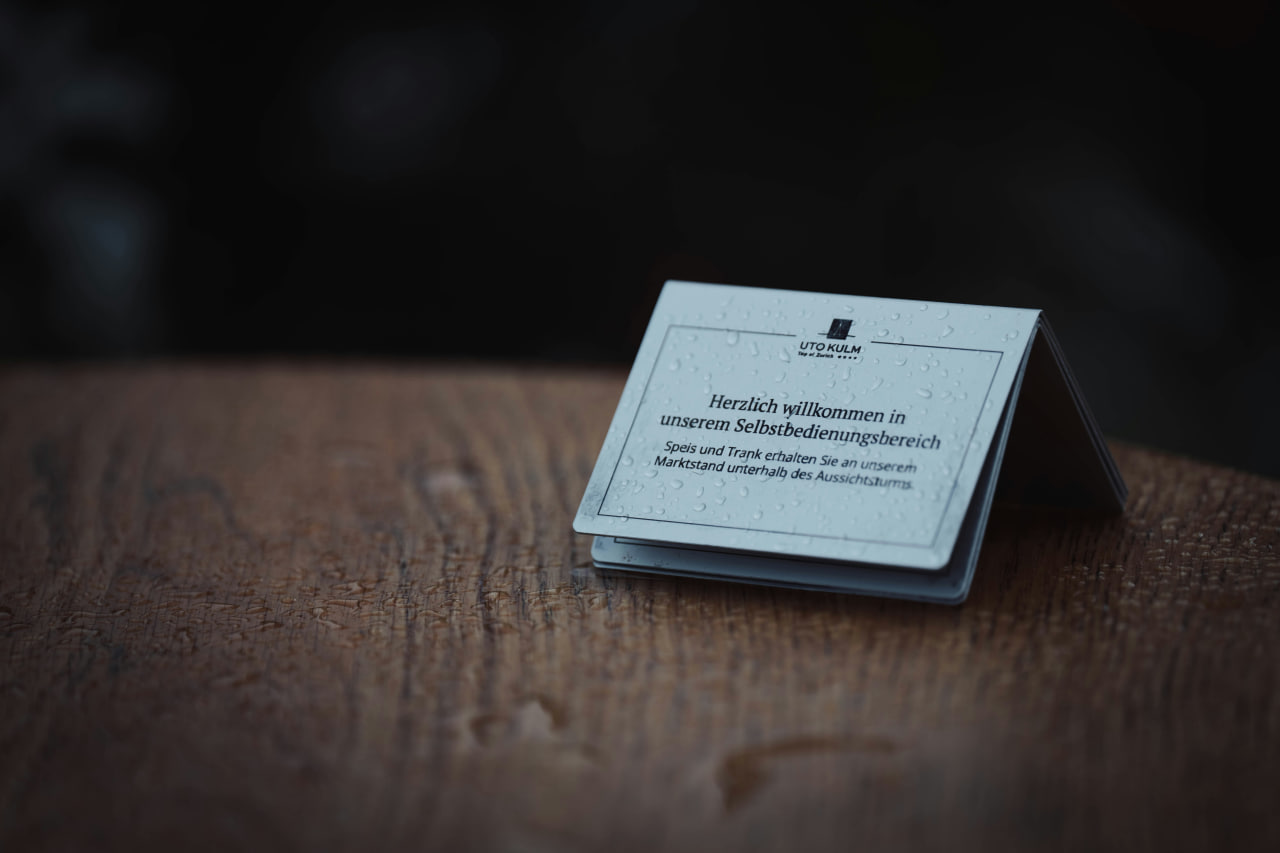 UTO KULM
Top of Zurich ★★★★
Herzlich willkommen in
unserem Selbstbedienungsbereich
Speis und Trank erhalten Sie an unserem
Marktstand unterhalb des Aussichtsturms.